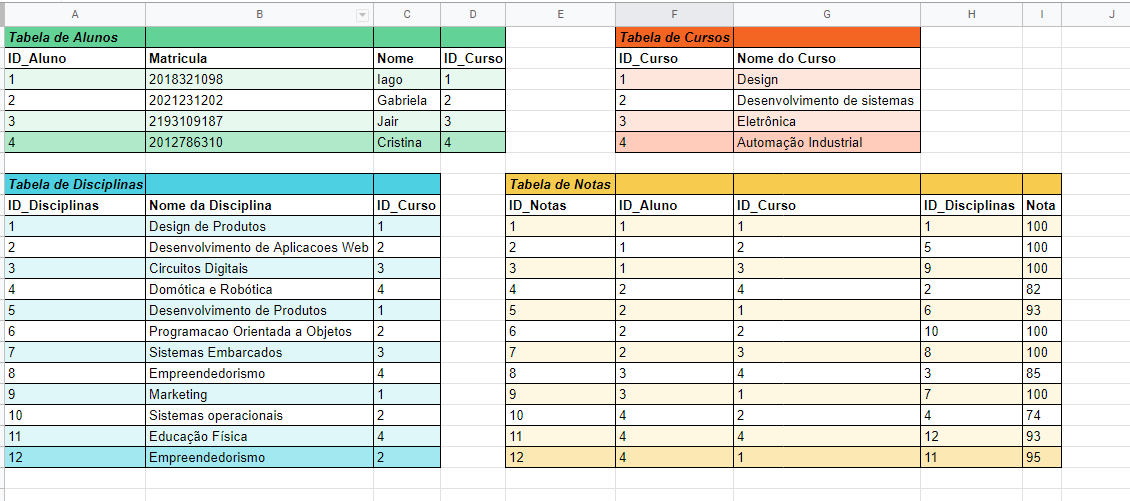 A B C D E F G H I J
Tabela de Alunos Tabela de Cursos
ID_Aluno Matricula Nome ID_Curso ID_Curso Nome do Curso
1 2018321098 Iago 1 1 Design
2 2021231202 Gabriela 2 2 Desenvolvimento de sistemas
3 2193109187 Jair 3 3 Eletrônica
4 2012786310 Cristina 4 4 Automação Industrial
Tabela de Disciplinas Tabela de Notas
ID_Disciplinas Nome da Disciplina ID_Curso ID_Notas ID_Aluno ID_Curso ID_Disciplinas Nota
1 Design de Produtos 1 1 1 1 1 100
2 Desenvolvimento de Aplicacoes Web 2 2 1 2 5 100
3 Circuitos Digitais 3 3 1 3 9 100
4 Domótica e Robótica 4 4 2 4 2 82
5 Desenvolvimento de Produtos 1 5 2 1 6 93
6 Programacao Orientada a Objetos 2 6 2 2 10 100
7 Sistemas Embarcados 3 7 2 3 8 100
8 Empreendedorismo 4 8 3 4 3 85
9 Marketing 1 9 3 1 7 100
10 Sistemas operacionais 2 10 4 2 4 74
11 Educação Física 4 11 4 4 12 93
12 Empreendedorismo 2 12 4 1 11 95